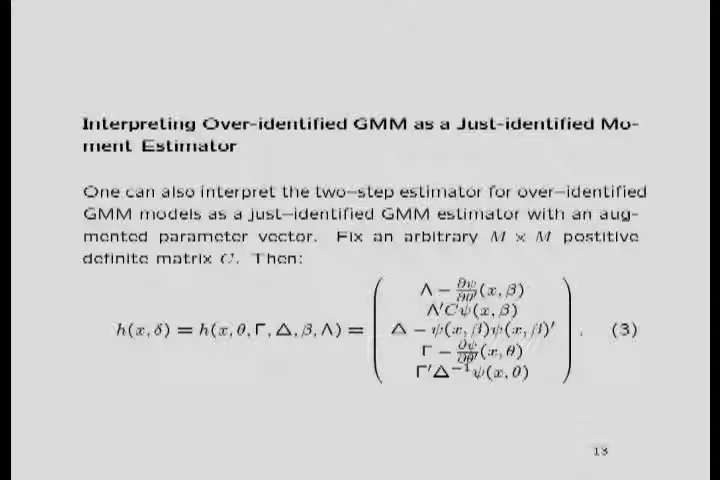 Interpreting Over-identified GMM as a Just-identified Mo-
ment Estimator
One can also interpret the two–step estimator for over–identified
GMM models as a just–identified GMM estimator with an aug-
mented parameter vector. Fix an arbitrary M × M postitive
definite matrix C. Then:
h(x, δ) = h(x, θ, Γ, Δ, β, Λ) = ( Λ − ∂ψ/∂θ′ (x, β)
Λ′Cψ(x, β)
Δ − ψ(x, β)ψ(x, β)′
Γ − ∂ψ/∂θ′ (x, θ)
Γ′Δ⁻¹ψ(x, θ) ) . (3)
13